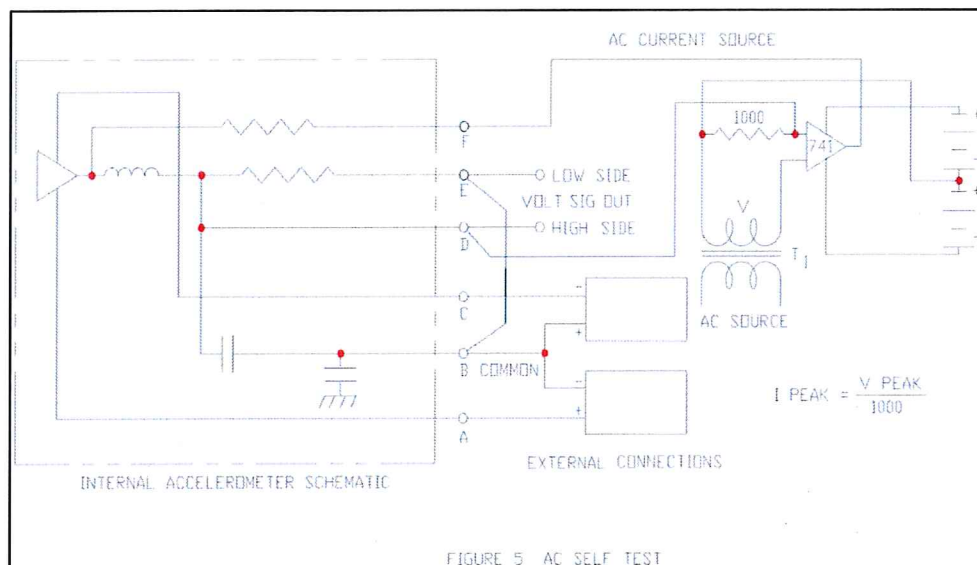 AC CURRENT SOURCE
1000
741
F
LOW SIDE
E
VOLT SIG OUT
HIGH SIDE
D
V
T1
C
AC SOURCE
B COMMON
A
I PEAK = V PEAK
1000
EXTERNAL CONNECTIONS
INTERNAL ACCELEROMETER SCHEMATIC
FIGURE 5 AC SELF TEST